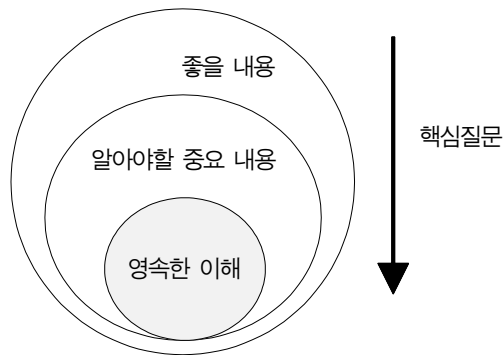 좋을 내용
핵심질문
알아야할 중요 내용
영속한 이해